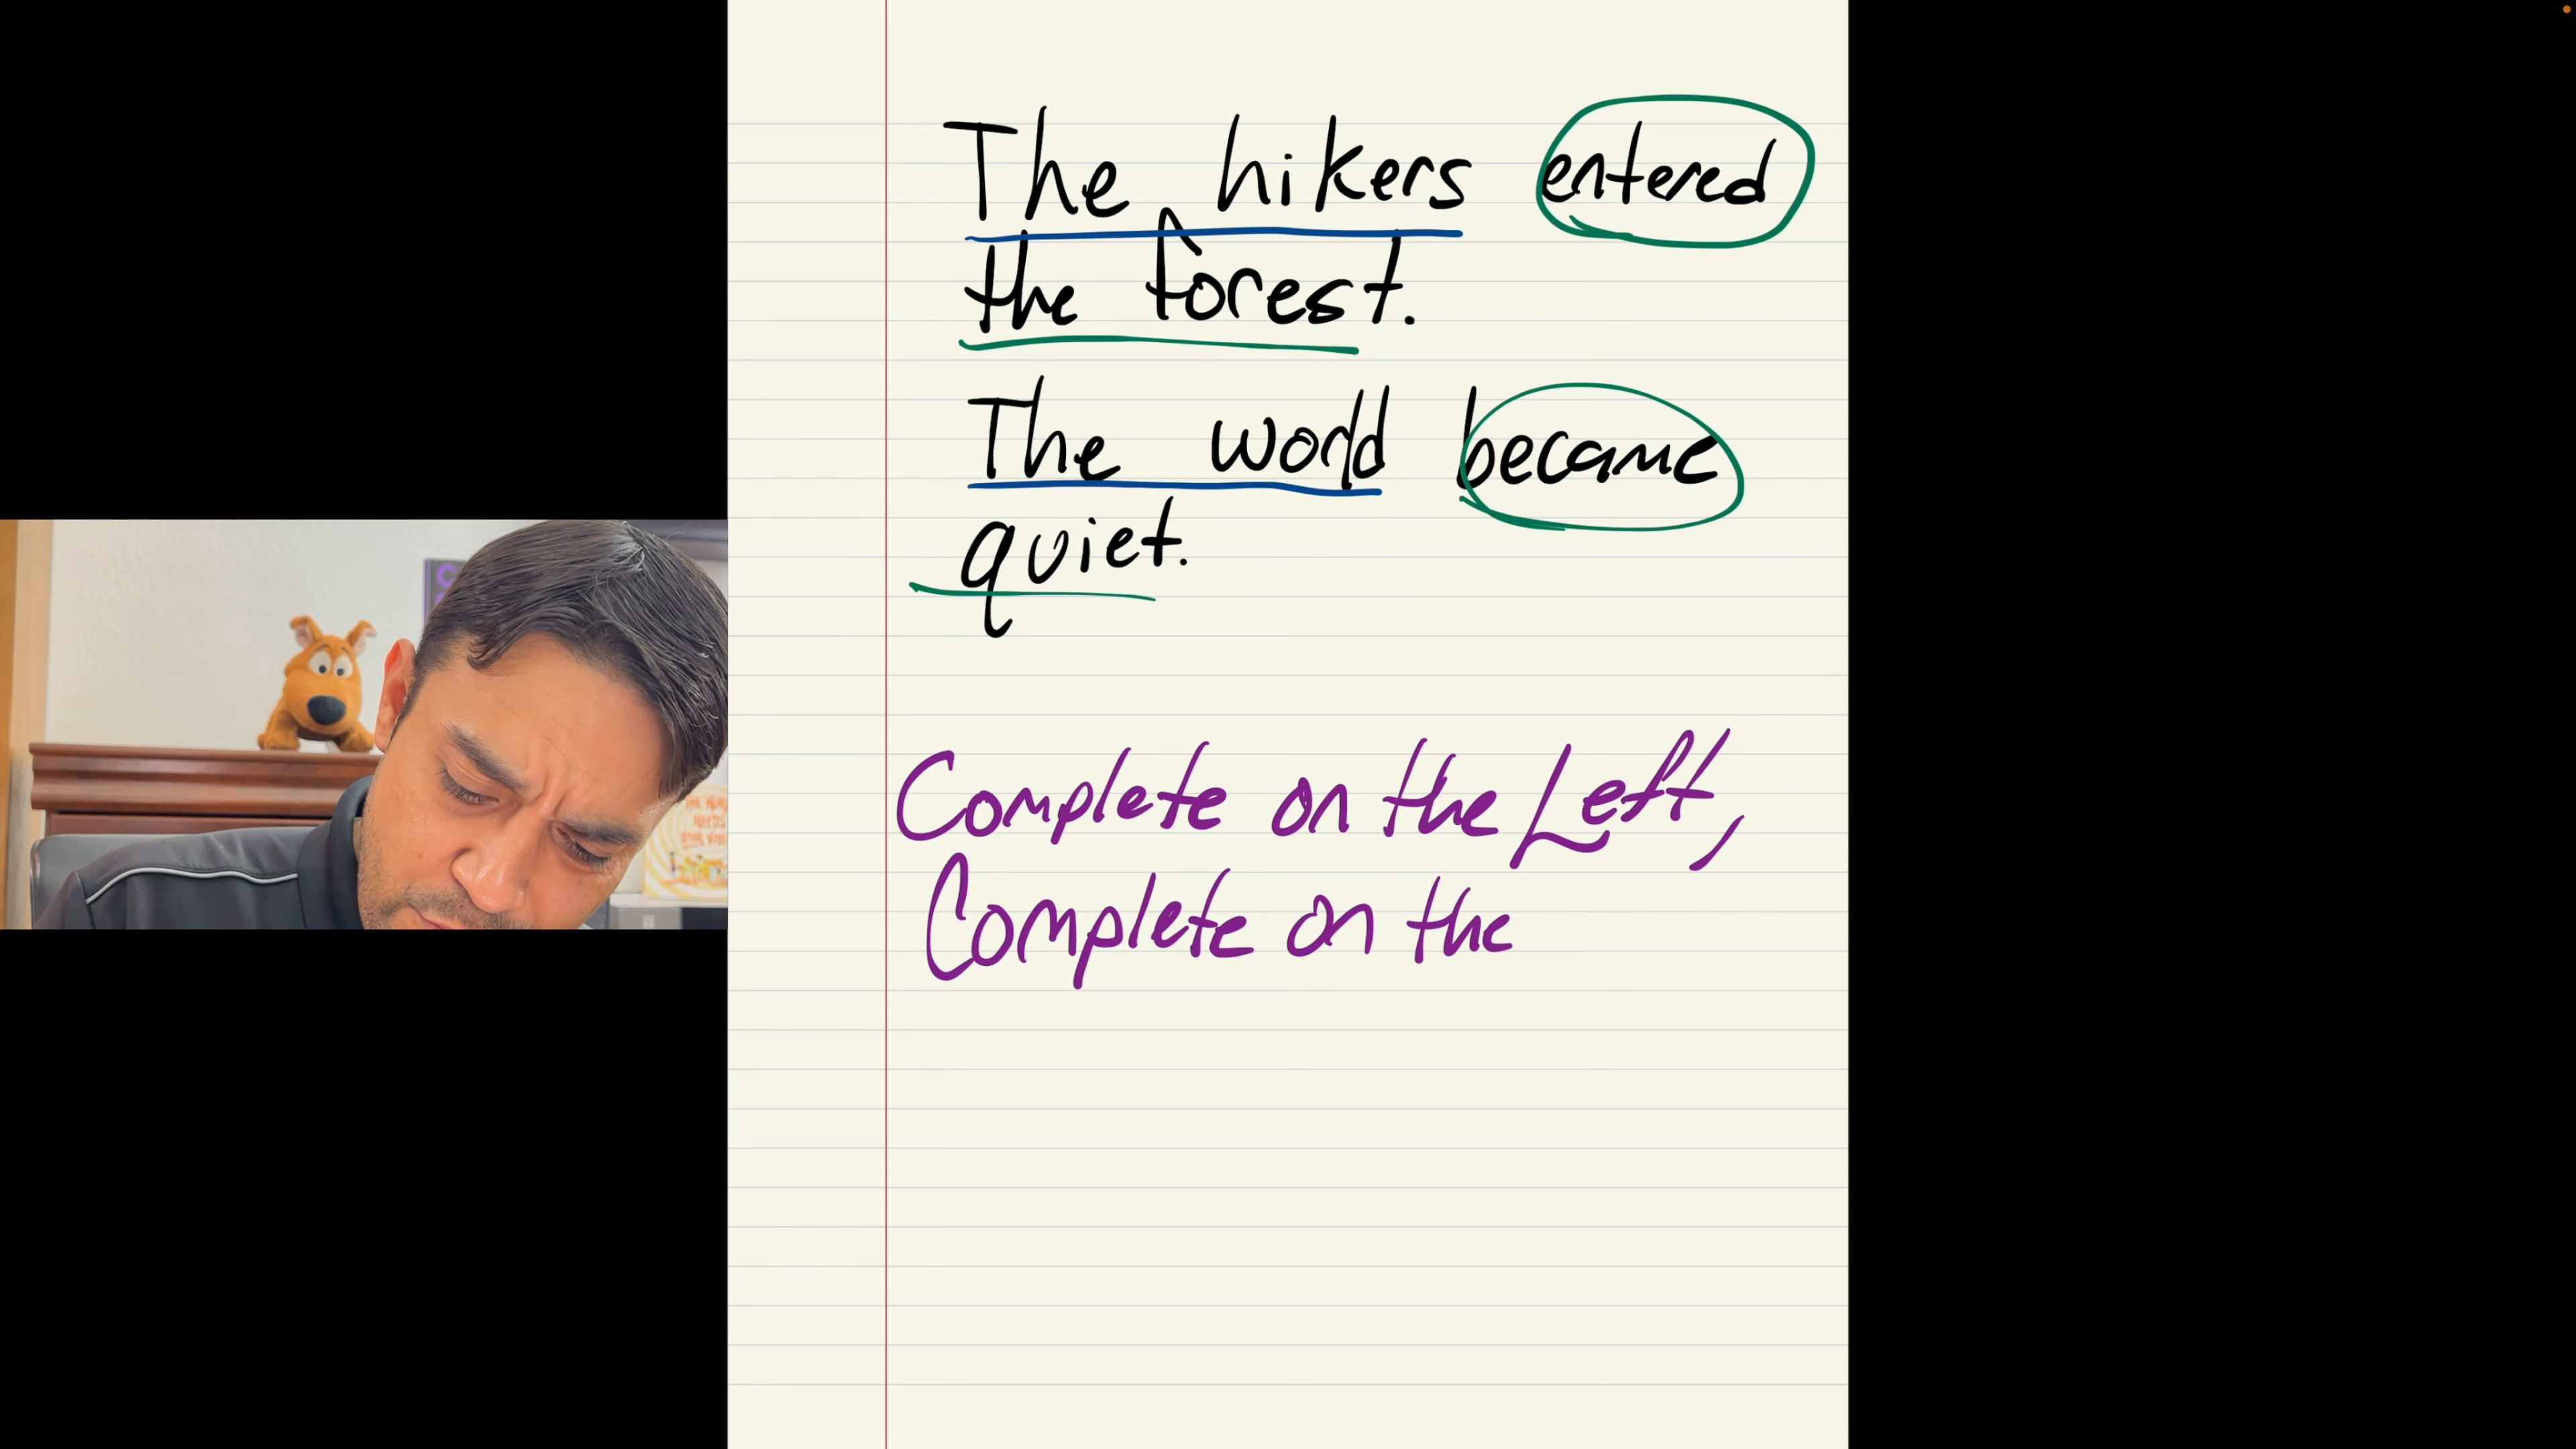 The hikers entered
the forest.
The world became
quiet.
Complete on the Left,
Complete on the